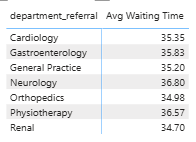 department_referral Avg Waiting Time
Cardiology 35.35
Gastroenterology 35.83
General Practice 35.20
Neurology 36.80
Orthopedics 34.98
Physiotherapy 36.57
Renal 34.70